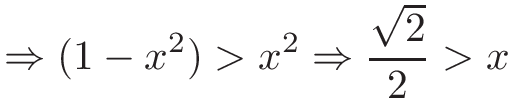 ⇒ (1 − x²) > x² ⇒ √2/2 > x